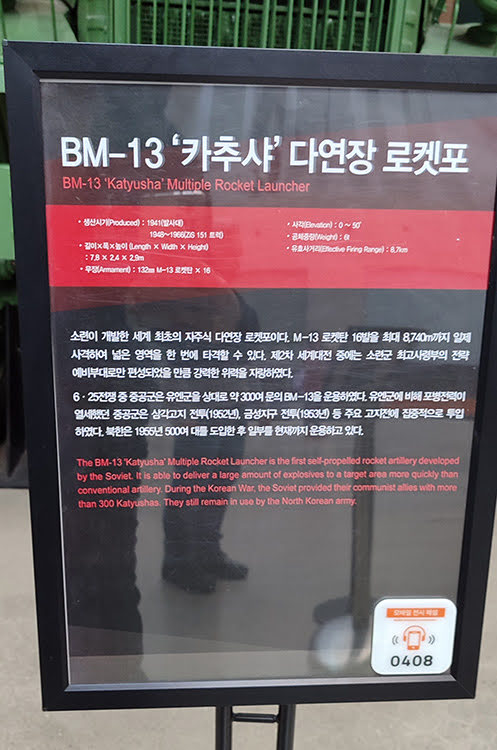 BM-13 '카추샤' 다연장 로켓포
BM-13 'Katyusha' Multiple Rocket Launcher
· 생산시기(Produced) : 1941(발사대)
1948~1966(ZiS 151 트럭)
· 길이×폭×높이 (Length × Width × Height)
: 7.8 × 2.4 × 2.9m
· 무장(Armament) : 132㎜ M-13 로켓탄 × 16
· 사각(Elevation) : 0 ~ 50˚
· 공차중량(Weight) : 6t
· 유효사거리(Effective Firing Range) : 8.7km
소련이 개발한 세계 최초의 자주식 다연장 로켓포이다. M-13 로켓탄 16발을 최대 8,740m까지 일제
사격하여 넓은 영역을 한 번에 타격할 수 있다. 제2차 세계대전 중에는 소련군 최고사령부의 전략
예비부대로만 편성되었을 만큼 강력한 위력을 자랑하였다.
6·25전쟁 중 중공군은 유엔군을 상대로 약 300여 문의 BM-13을 운용하였다. 유엔군에 비해 포병전력이
열세했던 중공군은 삼각고지 전투(1952년), 금성지구 전투(1953년) 등 주요 고지전에 집중적으로 투입
하였다. 북한은 1955년 500여 대를 도입한 후 일부를 현재까지 운용하고 있다.
The BM-13 'Katyusha' Multiple Rocket Launcher is the first self-propelled rocket artillery developed
by the Soviet. It is able to deliver a large amount of explosives to a target area more quickly than
conventional artillery. During the Korean War, the Soviet provided their communist allies with more
than 300 Katyushas. They still remain in use by the North Korean army.
모바일 전시 해설
0408